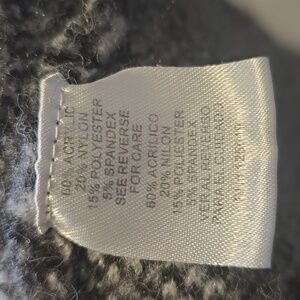 60% ACRYLIC
20% NYLON
15% POLYESTER
5% SPANDEX
SEE REVERSE
FOR CARE
60% ACRILICO
20% NILON
15% POLIESTER
5% SPANDEX
VER AL REVERSO
PARA EL CUIDADO